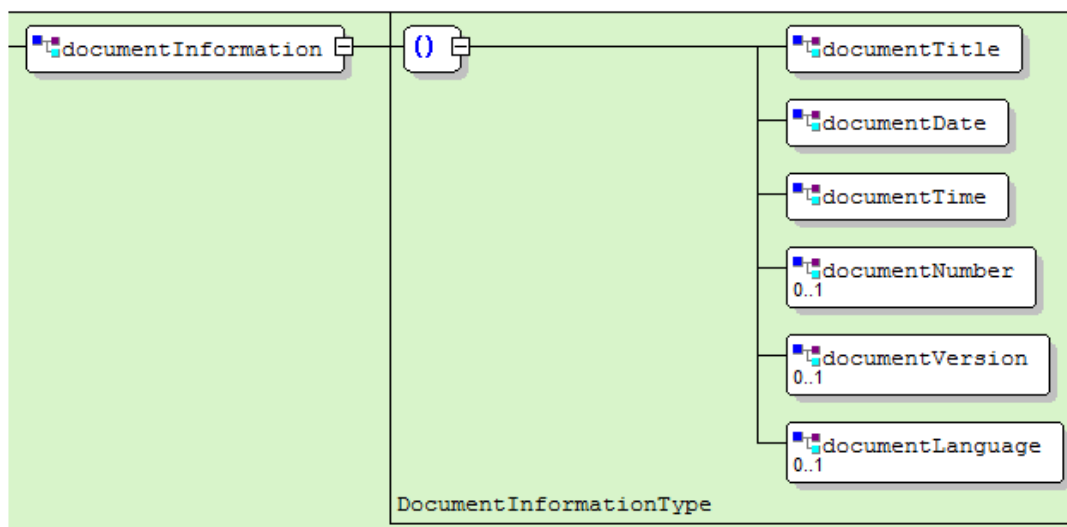 documentInformation
()
documentTitle
documentDate
documentTime
documentNumber
0..1
documentVersion
0..1
documentLanguage
0..1
DocumentInformationType